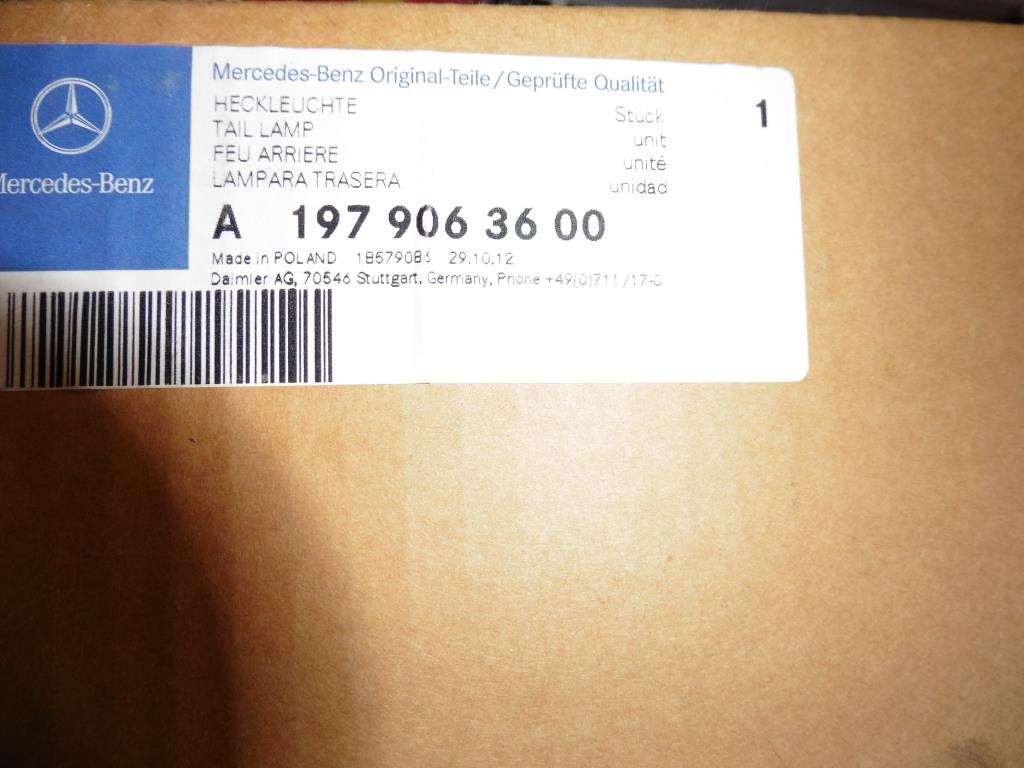 Mercedes-Benz Original-Teile/Geprüfte Qualität
HECKLEUCHTE Stück 1
TAIL LAMP unit
FEU ARRIERE unité
LAMPARA TRASERA unidad
Mercedes-Benz
A 197 906 36 00
Made in POLAND 18579086 29.10.12
Daimler AG, 70546 Stuttgart, Germany, Phone +49(0)711/17-0